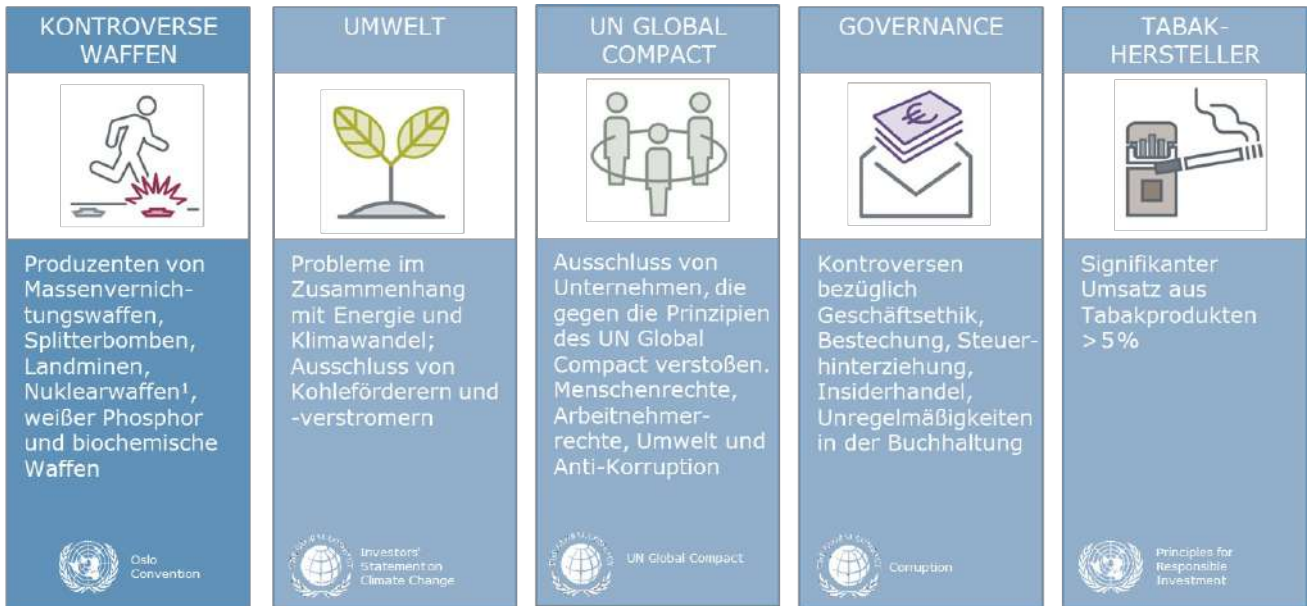 KONTROVERSE
WAFFEN
Produzenten von
Massenvernich-
tungswaffen,
Splitterbomben,
Landminen,
Nuklearwaffen¹,
weißer Phosphor
und biochemische
Waffen
Oslo
Convention
UMWELT
Probleme im
Zusammenhang
mit Energie und
Klimawandel;
Ausschluss von
Kohleförderern und
-verstromern
Investors'
Statement on
Climate Change
UN GLOBAL
COMPACT
Ausschluss von
Unternehmen, die
gegen die Prinzipien
des UN Global
Compact verstoßen.
Menschenrechte,
Arbeitnehmer-
rechte, Umwelt und
Anti-Korruption
UN Global Compact
GOVERNANCE
€
Kontroversen
bezüglich
Geschäftsethik,
Bestechung, Steuer-
hinterziehung,
Insiderhandel,
Unregelmäßigkeiten
in der Buchhaltung
Corruption
TABAK-
HERSTELLER
Signifikanter
Umsatz aus
Tabakprodukten
>5%
Principles for
Responsible
Investment